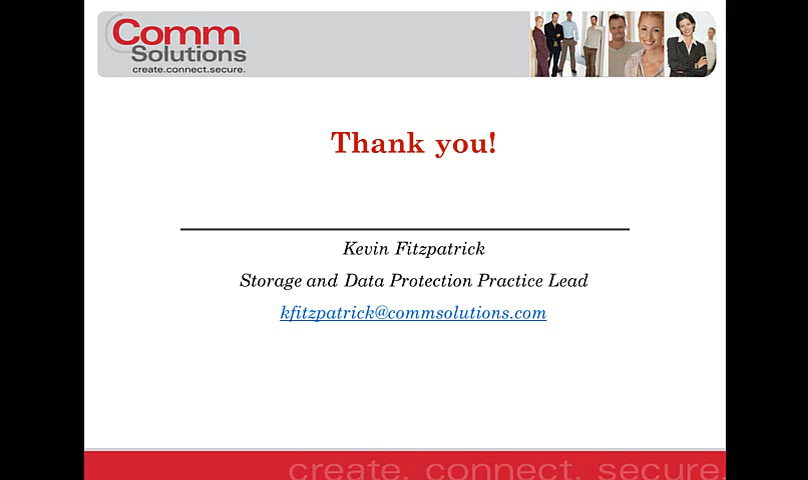 Comm
Solutions
create.connect.secure.
Thank you!
Kevin Fitzpatrick
Storage and Data Protection Practice Lead
kfitzpatrick@commsolutions.com
create. connect. secure.